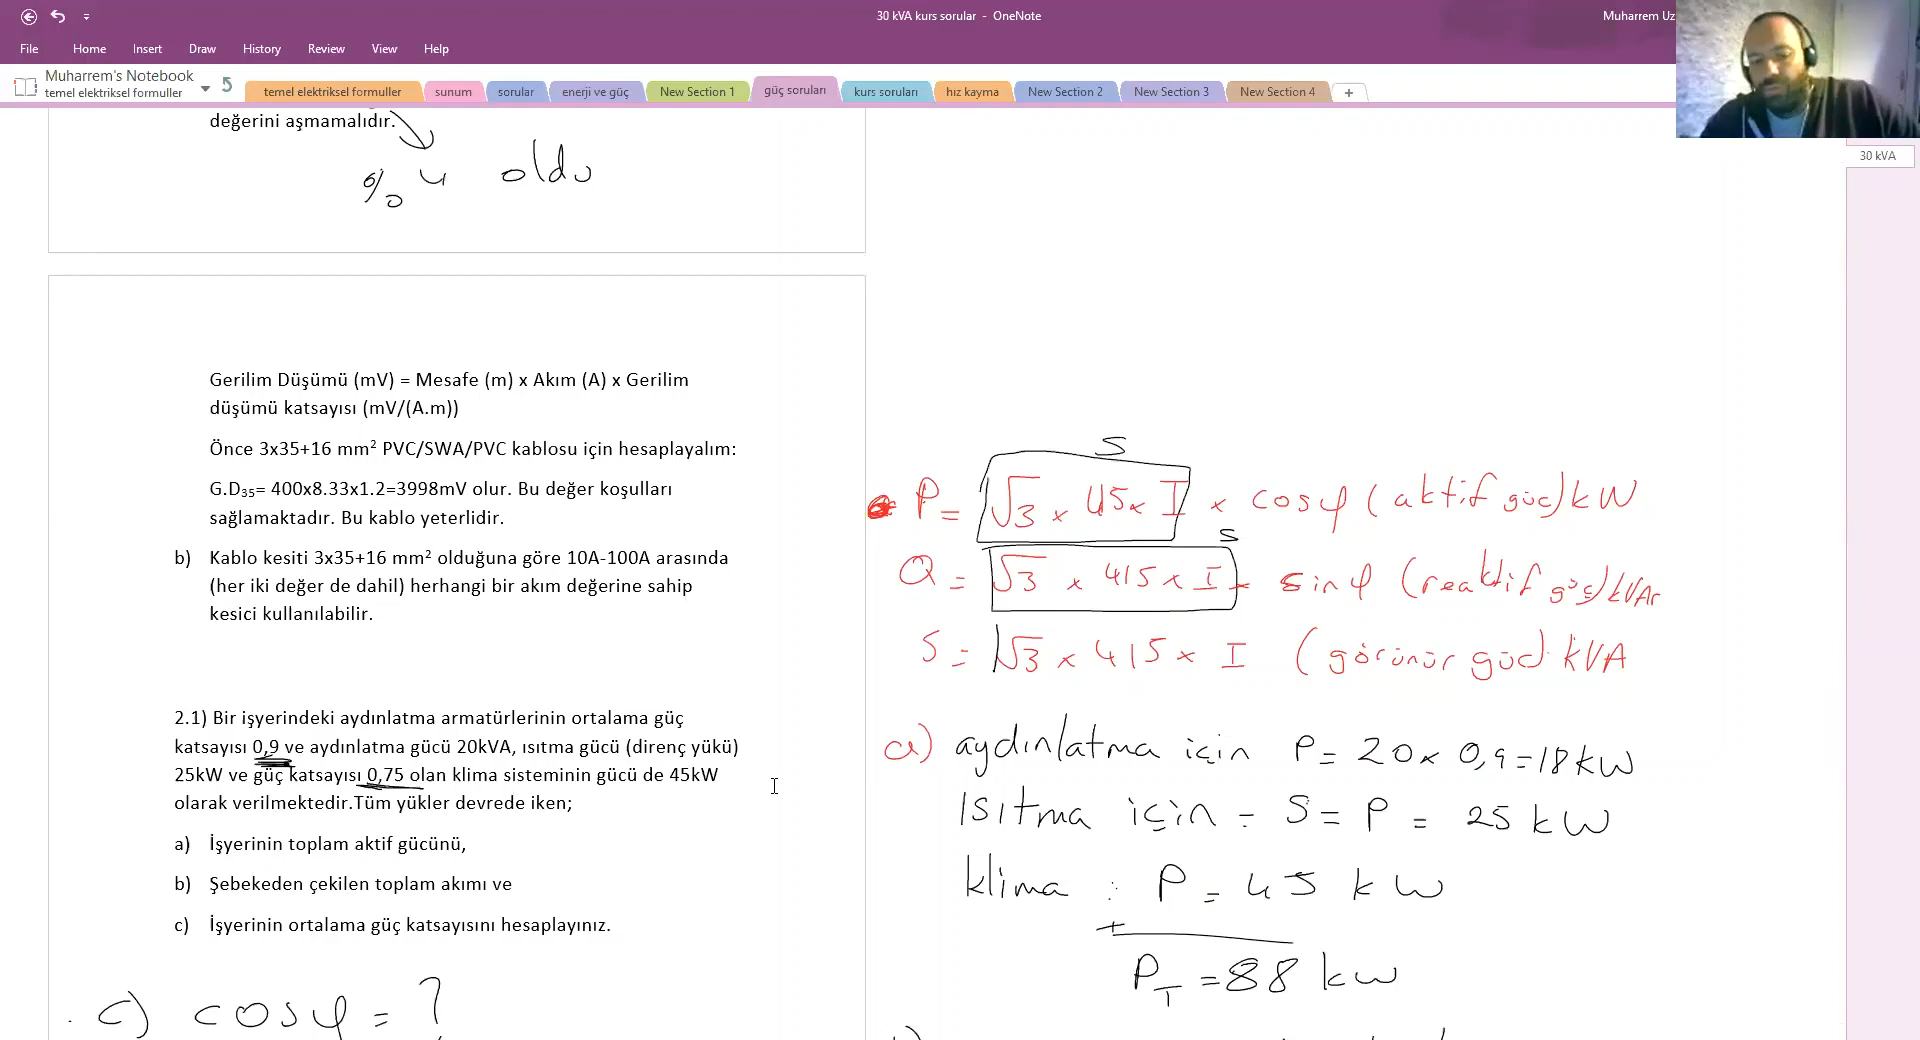 30 kVA kurs sorular - OneNote
Muharrem Uz
File Home Insert Draw History Review View Help
Muharrem's Notebook
temel elektriksel formuller
temel elektriksel formuller sunum sorular enerji ve güç New Section 1 güç soruları kurs soruları hız kayma New Section 2 New Section 3 New Section 4 +
30 kVA
değerini aşmamalıdır.
%4 oldu
Gerilim Düşümü (mV) = Mesafe (m) x Akım (A) x Gerilim
düşümü katsayısı (mV/(A.m))
Önce 3x35+16 mm² PVC/SWA/PVC kablosu için hesaplayalım:
G.D₃₅= 400x8.33x1.2=3998mV olur. Bu değer koşulları
sağlamaktadır. Bu kablo yeterlidir.
b) Kablo kesiti 3x35+16 mm² olduğuna göre 10A-100A arasında
(her iki değer de dahil) herhangi bir akım değerine sahip
kesici kullanılabilir.
2.1) Bir işyerindeki aydınlatma armatürlerinin ortalama güç
katsayısı 0,9 ve aydınlatma gücü 20kVA, ısıtma gücü (direnç yükü)
25kW ve güç katsayısı 0,75 olan klima sisteminin gücü de 45kW
olarak verilmektedir.Tüm yükler devrede iken;
a) İşyerinin toplam aktif gücünü,
b) Şebekeden çekilen toplam akımı ve
c) İşyerinin ortalama güç katsayısını hesaplayınız.
c) cosφ = ?
S
P = √3 x 45 x I x cosφ (aktif güç) kW
S
Q = √3 x 415 x I - sinφ (reaktif güç) kVAr
S = √3 x 415 x I (görünür güç) kVA
a) aydınlatma için P = 20 x 0,9 = 18 kW
Isıtma için = S = P = 25 kW
klima : P = 45 kW
+
P_T = 88 kw